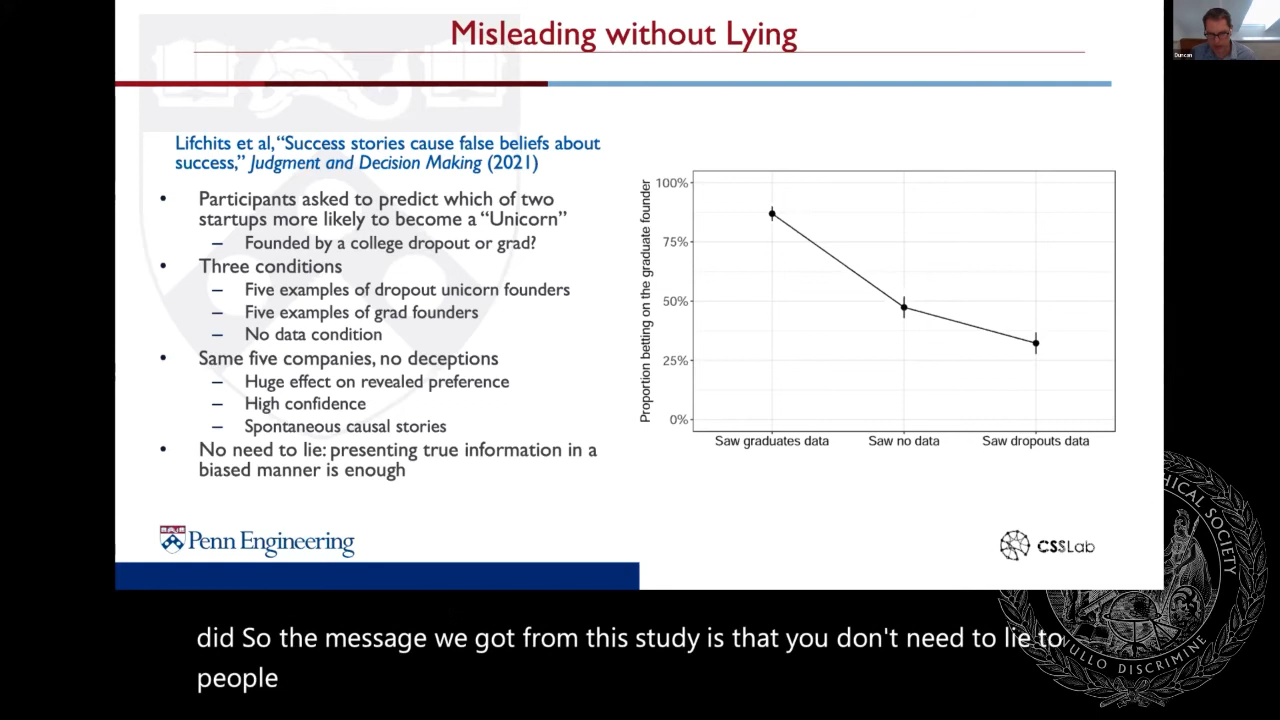 Misleading without Lying
Duncan
Lifchits et al, “Success stories cause false beliefs about
success,” Judgment and Decision Making (2021)
• Participants asked to predict which of two
startups more likely to become a “Unicorn”
– Founded by a college dropout or grad?
• Three conditions
– Five examples of dropout unicorn founders
– Five examples of grad founders
– No data condition
• Same five companies, no deceptions
– Huge effect on revealed preference
– High confidence
– Spontaneous causal stories
• No need to lie: presenting true information in a
biased manner is enough
Proportion betting on the graduate founder
100%
75%
50%
25%
0%
Saw graduates data Saw no data Saw dropouts data
Penn Engineering
CSSLab
HICAL SOCIETY
NULLO DISCRIMINE
did So the message we got from this study is that you don't need to lie to
people